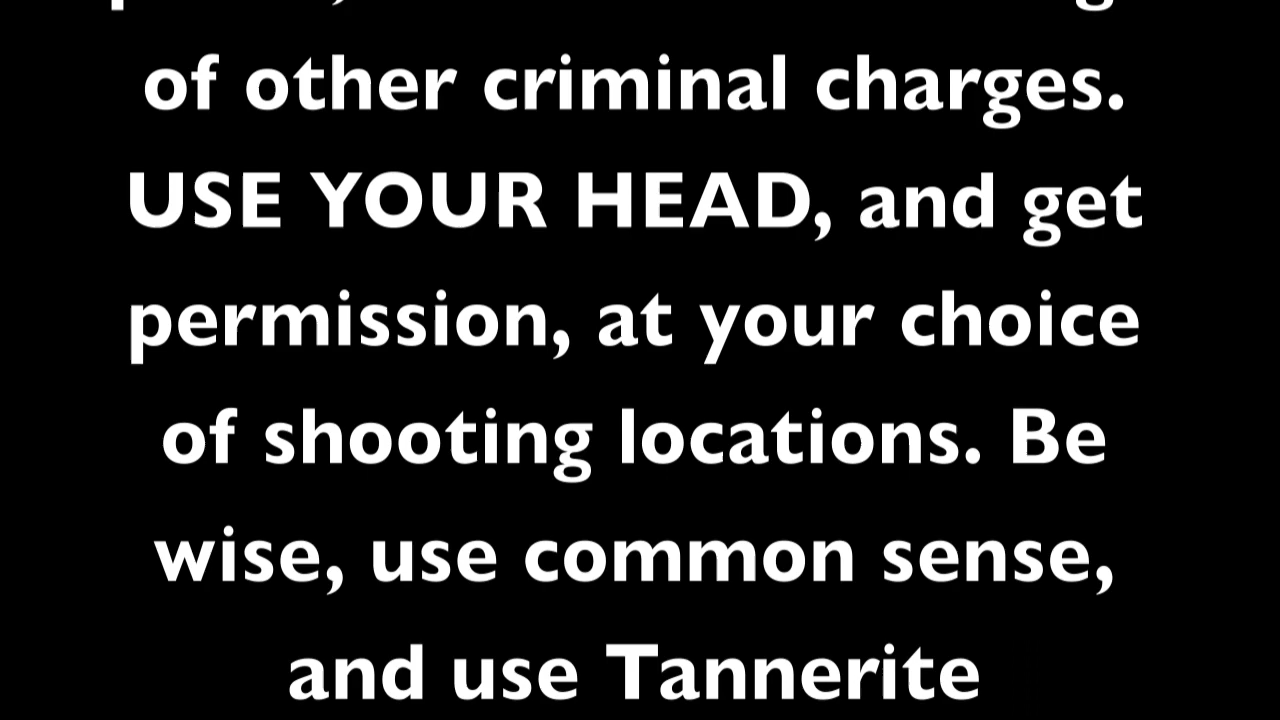 of other criminal charges.
USE YOUR HEAD, and get
permission, at your choice
of shooting locations. Be
wise, use common sense,
and use Tannerite